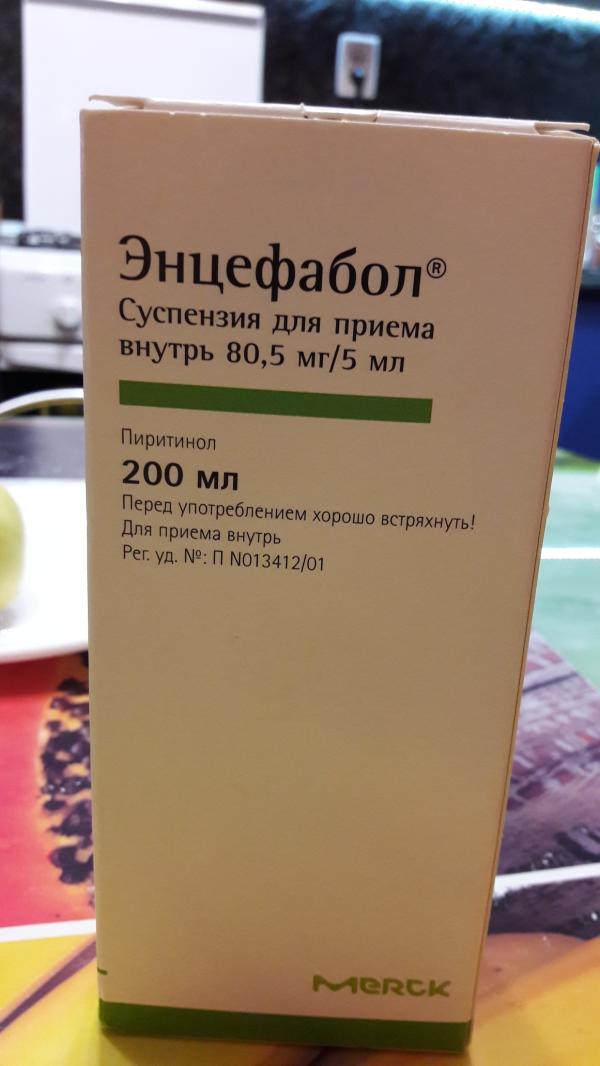 Энцефабол®
Суспензия для приема
внутрь 80,5 мг/5 мл
Пиритинол
200 мл
Перед употреблением хорошо встряхнуть!
Для приема внутрь
Рег. уд. №: П N013412/01
MERCK